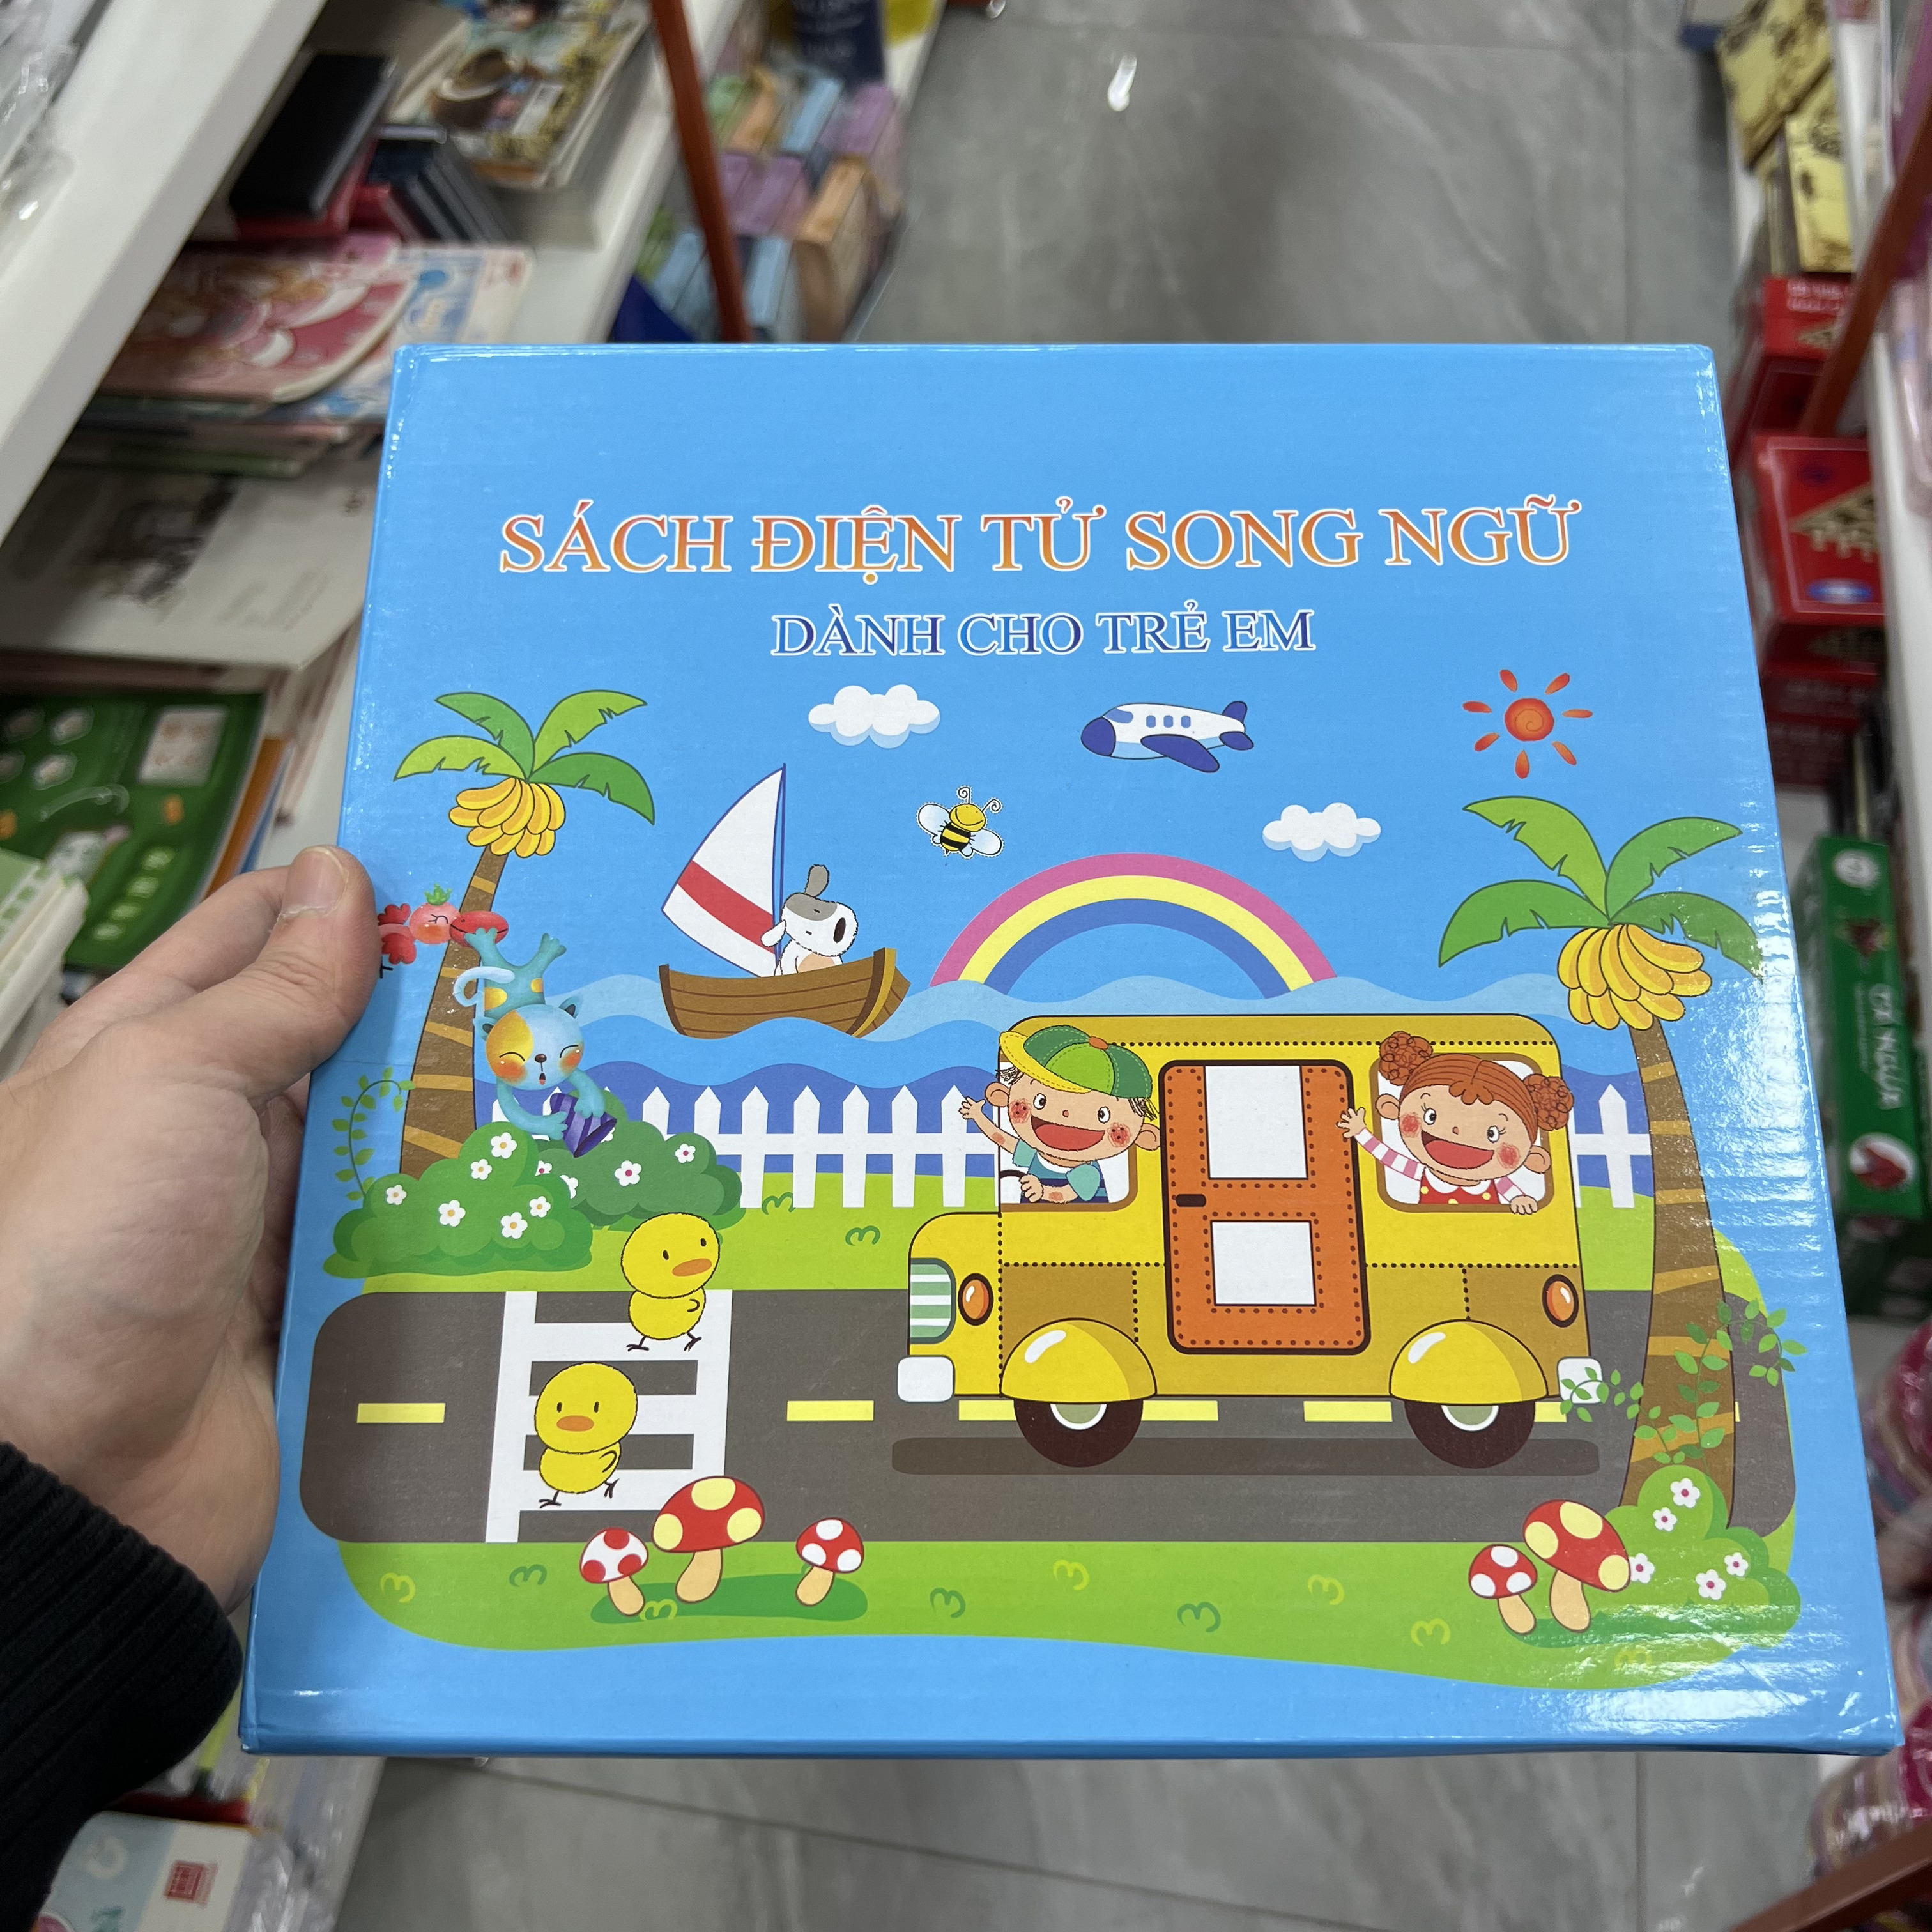 SÁCH ĐIỆN TỬ SONG NGỮ
DÀNH CHO TRẺ EM